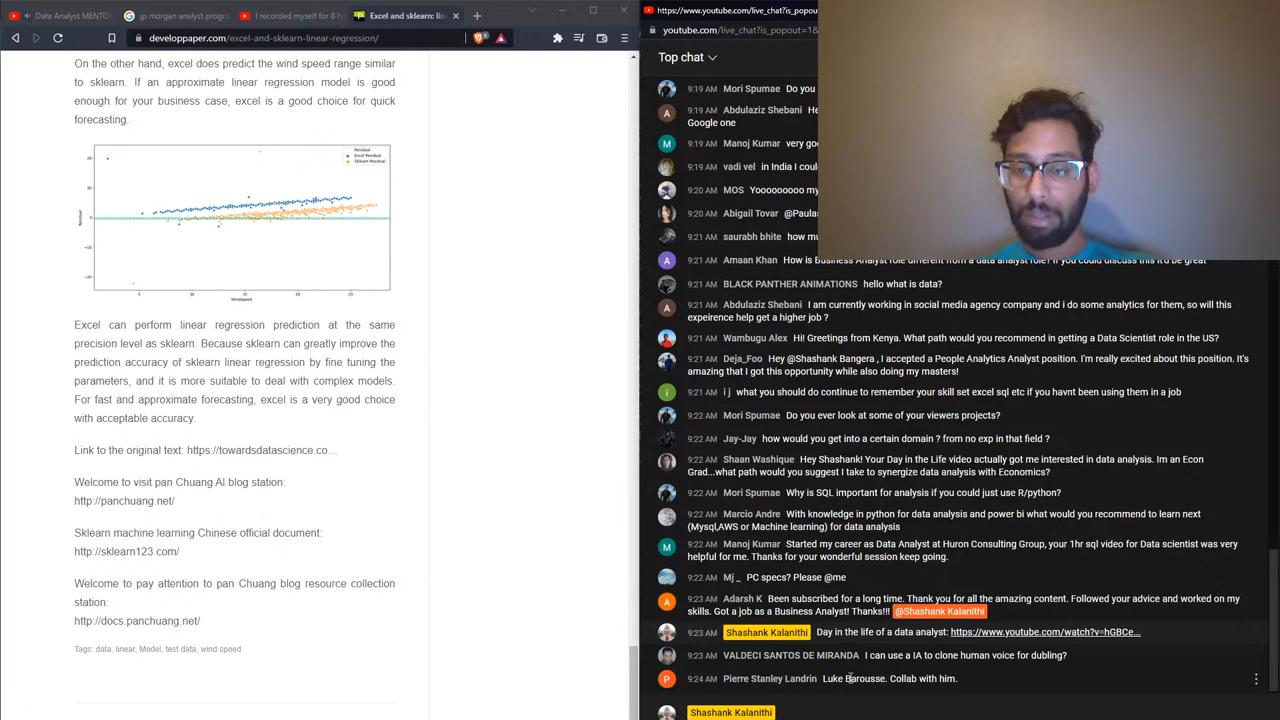 Data Analyst MENTO
jp morgan analyst progra
I recorded myself for 8 h
Excel and sklearn: lin
developpaper.com/excel-and-sklearn-linear-regression/
On the other hand, excel does predict the wind speed range similar
to sklearn. If an approximate linear regression model is good
enough for your business case, excel is a good choice for quick
forecasting.
Residual
Excel Residual
Sklearn Residual
20
10
0
-10
-20
Residual
5
10
15
20
25
Windspeed
Excel can perform linear regression prediction at the same
precision level as sklearn. Because sklearn can greatly improve the
prediction accuracy of sklearn linear regression by fine tuning the
parameters, and it is more suitable to deal with complex models.
For fast and approximate forecasting, excel is a very good choice
with acceptable accuracy.
Link to the original text: https://towardsdatascience.co…
Welcome to visit pan Chuang AI blog station:
http://panchuang.net/
Sklearn machine learning Chinese official document:
http://sklearn123.com/
Welcome to pay attention to pan Chuang blog resource collection
station:
http://docs.panchuang.net/
Tags: data, linear, Model, test data, wind speed
https://www.youtube.com/live_chat?is_popou
youtube.com/live_chat?is_popout=1&
Top chat
9:19 AM Mori Spumae Do you
9:19 AM Abdulaziz Shebani He
Google one
9:19 AM Manoj Kumar very go
9:19 AM vadi vel in India I coul
9:20 AM MOS Yooooooooo my
9:20 AM Abigail Tovar @Paula
9:21 AM saurabh bhite how mu
9:21 AM Amaan Khan How is Business Analyst role different from a data analyst role? If you could discuss this it'd be great
9:21 AM BLACK PANTHER ANIMATIONS hello what is data?
9:21 AM Abdulaziz Shebani I am currently working in social media agency company and i do some analytics for them, so will this
expeirence help get a higher job ?
9:21 AM Wambugu Alex Hi! Greetings from Kenya. What path would you recommend in getting a Data Scientist role in the US?
9:21 AM Deja_Foo Hey @Shashank Bangera , I accepted a People Analytics Analyst position. I'm really excited about this position. It's
amazing that I got this opportunity while also doing my masters!
9:21 AM i j what you should do continue to remember your skill set excel sql etc if you havnt been using them in a job
9:22 AM Mori Spumae Do you ever look at some of your viewers projects?
9:22 AM Jay-Jay how would you get into a certain domain ? from no exp in that field ?
9:22 AM Shaan Washique Hey Shashank! Your Day in the Life video actually got me interested in data analysis. Im an Econ
Grad...what path would you suggest I take to synergize data analysis with Economics?
9:22 AM Mori Spumae Why is SQL important for analysis if you could just use R/python?
9:22 AM Marcio Andre With knowledge in python for data analysis and power bi what would you recommend to learn next
(Mysql,AWS or Machine learning) for data analysis
9:22 AM Manoj Kumar Started my career as Data Analyst at Huron Consulting Group, your 1hr sql video for Data scientist was very
helpful for me. Thanks for your wonderful session keep going.
9:22 AM Mj _ PC specs? Please @me
9:23 AM Adarsh K Been subscribed for a long time. Thank you for all the amazing content. Followed your advice and worked on my
skills. Got a job as a Business Analyst! Thanks!!! @Shashank Kalanithi
9:23 AM Shashank Kalanithi Day in the life of a data analyst: https://www.youtube.com/watch?v=hGBCe...
9:23 AM VALDECI SANTOS DE MIRANDA I can use a IA to clone human voice for dubling?
9:24 AM Pierre Stanley Landrin Luke Barousse. Collab with him.
Shashank Kalanithi